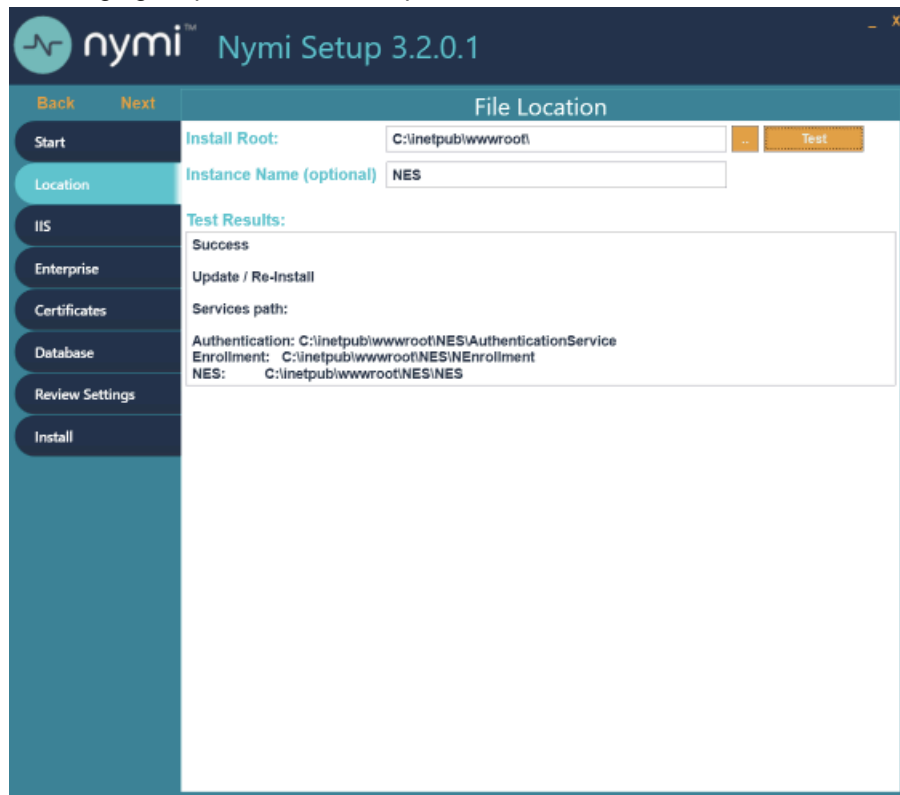 nymi™ Nymi Setup 3.2.0.1
_ X
Back Next
File Location
Start
Location
IIS
Enterprise
Certificates
Database
Review Settings
Install
Install Root: C:\inetpub\wwwroot\ .. Test
Instance Name (optional) NES
Test Results:
Success
Update / Re-Install
Services path:
Authentication: C:\inetpub\wwwroot\NES\AuthenticationService
Enrollment: C:\inetpub\wwwroot\NES\NEnrollment
NES: C:\inetpub\wwwroot\NES\NES